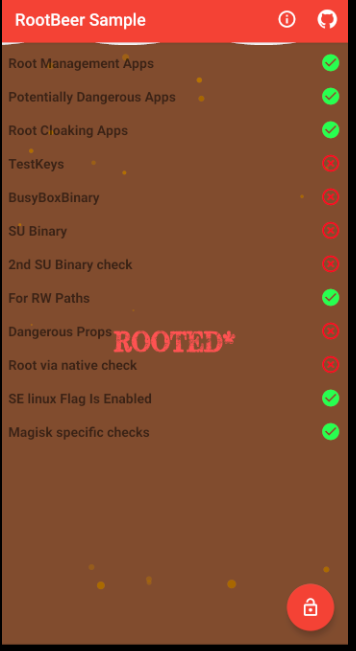 RootBeer Sample
Root Management Apps
Potentially Dangerous Apps
Root Cloaking Apps
TestKeys
BusyBoxBinary
SU Binary
2nd SU Binary check
For RW Paths
Dangerous Props
ROOTED*
Root via native check
SE linux Flag Is Enabled
Magisk specific checks